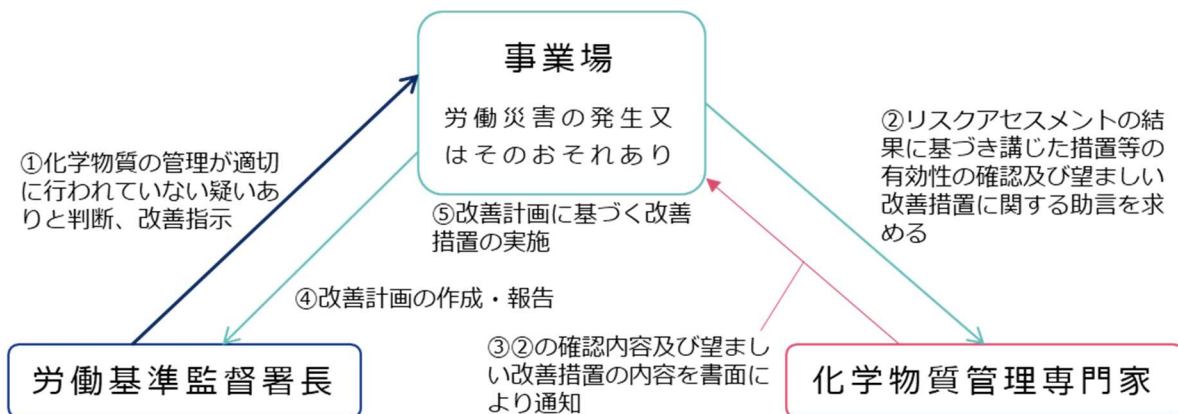 事業場
労働災害の発生又
はそのおそれあり
①化学物質の管理が適切
に行われていない疑いあ
りと判断、改善指示
②リスクアセスメントの結
果に基づき講じた措置等の
有効性の確認及び望ましい
改善措置に関する助言を求
める
⑤改善計画に基づく改善
措置の実施
④改善計画の作成・報告
③②の確認内容及び望まし
い改善措置の内容を書面に
より通知
労働基準監督署長
化学物質管理専門家